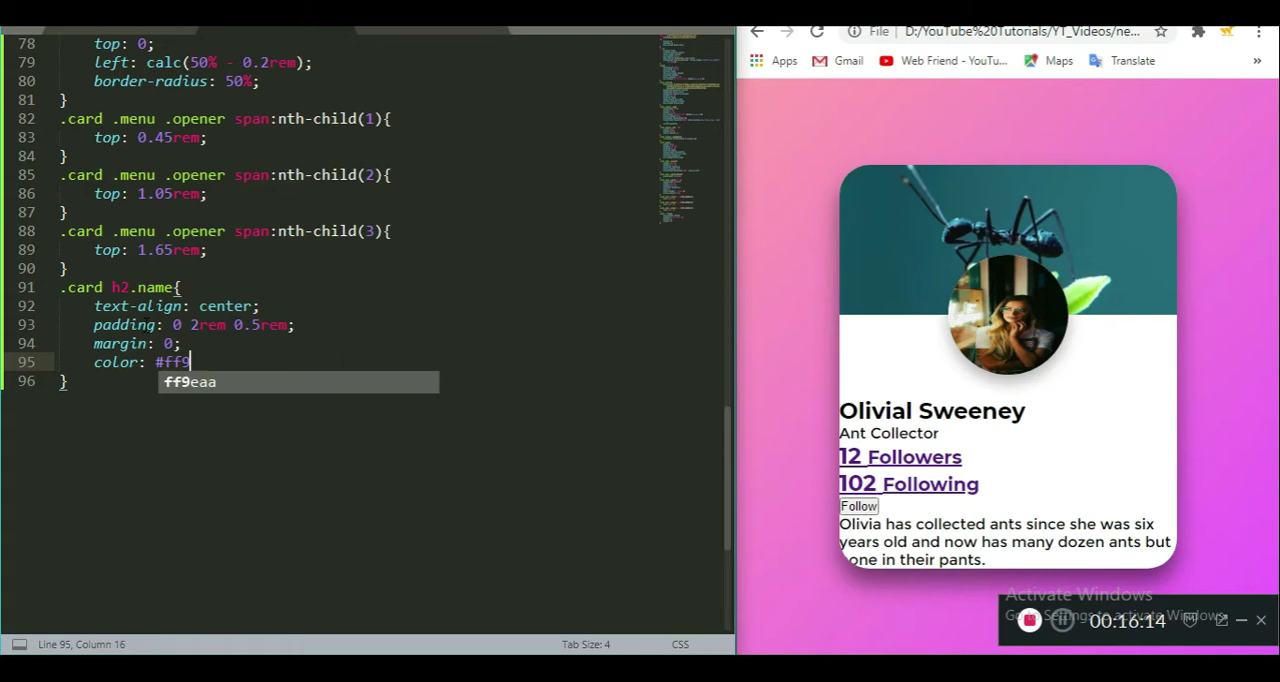 78 top: 0;
79 left: calc(50% - 0.2rem);
80 border-radius: 50%;
81 }
82 .card .menu .opener span:nth-child(1){
83 top: 0.45rem;
84 }
85 .card .menu .opener span:nth-child(2){
86 top: 1.05rem;
87 }
88 .card .menu .opener span:nth-child(3){
89 top: 1.65rem;
90 }
91 .card h2.name{
92 text-align: center;
93 padding: 0 2rem 0.5rem;
94 margin: 0;
95 color: #ff9
ff9eaa
96 }
Line 95, Column 16
Tab Size: 4
CSS
File D:/YouTube%20Tutorials/YT_Videos/ne...
Apps Gmail Web Friend - YouTu... Maps Translate »
Olivial Sweeney
Ant Collector
12 Followers
102 Following
Follow
Olivia has collected ants since she was six
years old and now has many dozen ants but
one in their pants.
Activate Windows
Go to Settings to activate Windows.
00:16:14